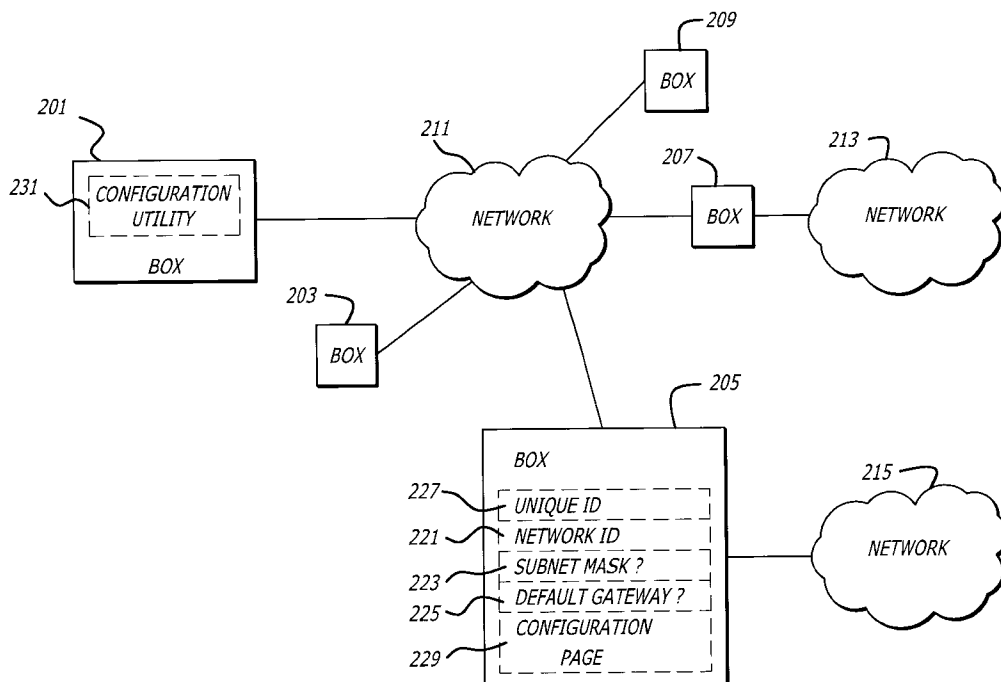 209
BOX
201
211
207
213
231
CONFIGURATION
UTILITY
BOX
NETWORK
BOX
NETWORK
203
BOX
205
BOX
215
227
UNIQUE ID
221
NETWORK ID
223
SUBNET MASK ?
225
DEFAULT GATEWAY ?
229
CONFIGURATION
PAGE
NETWORK